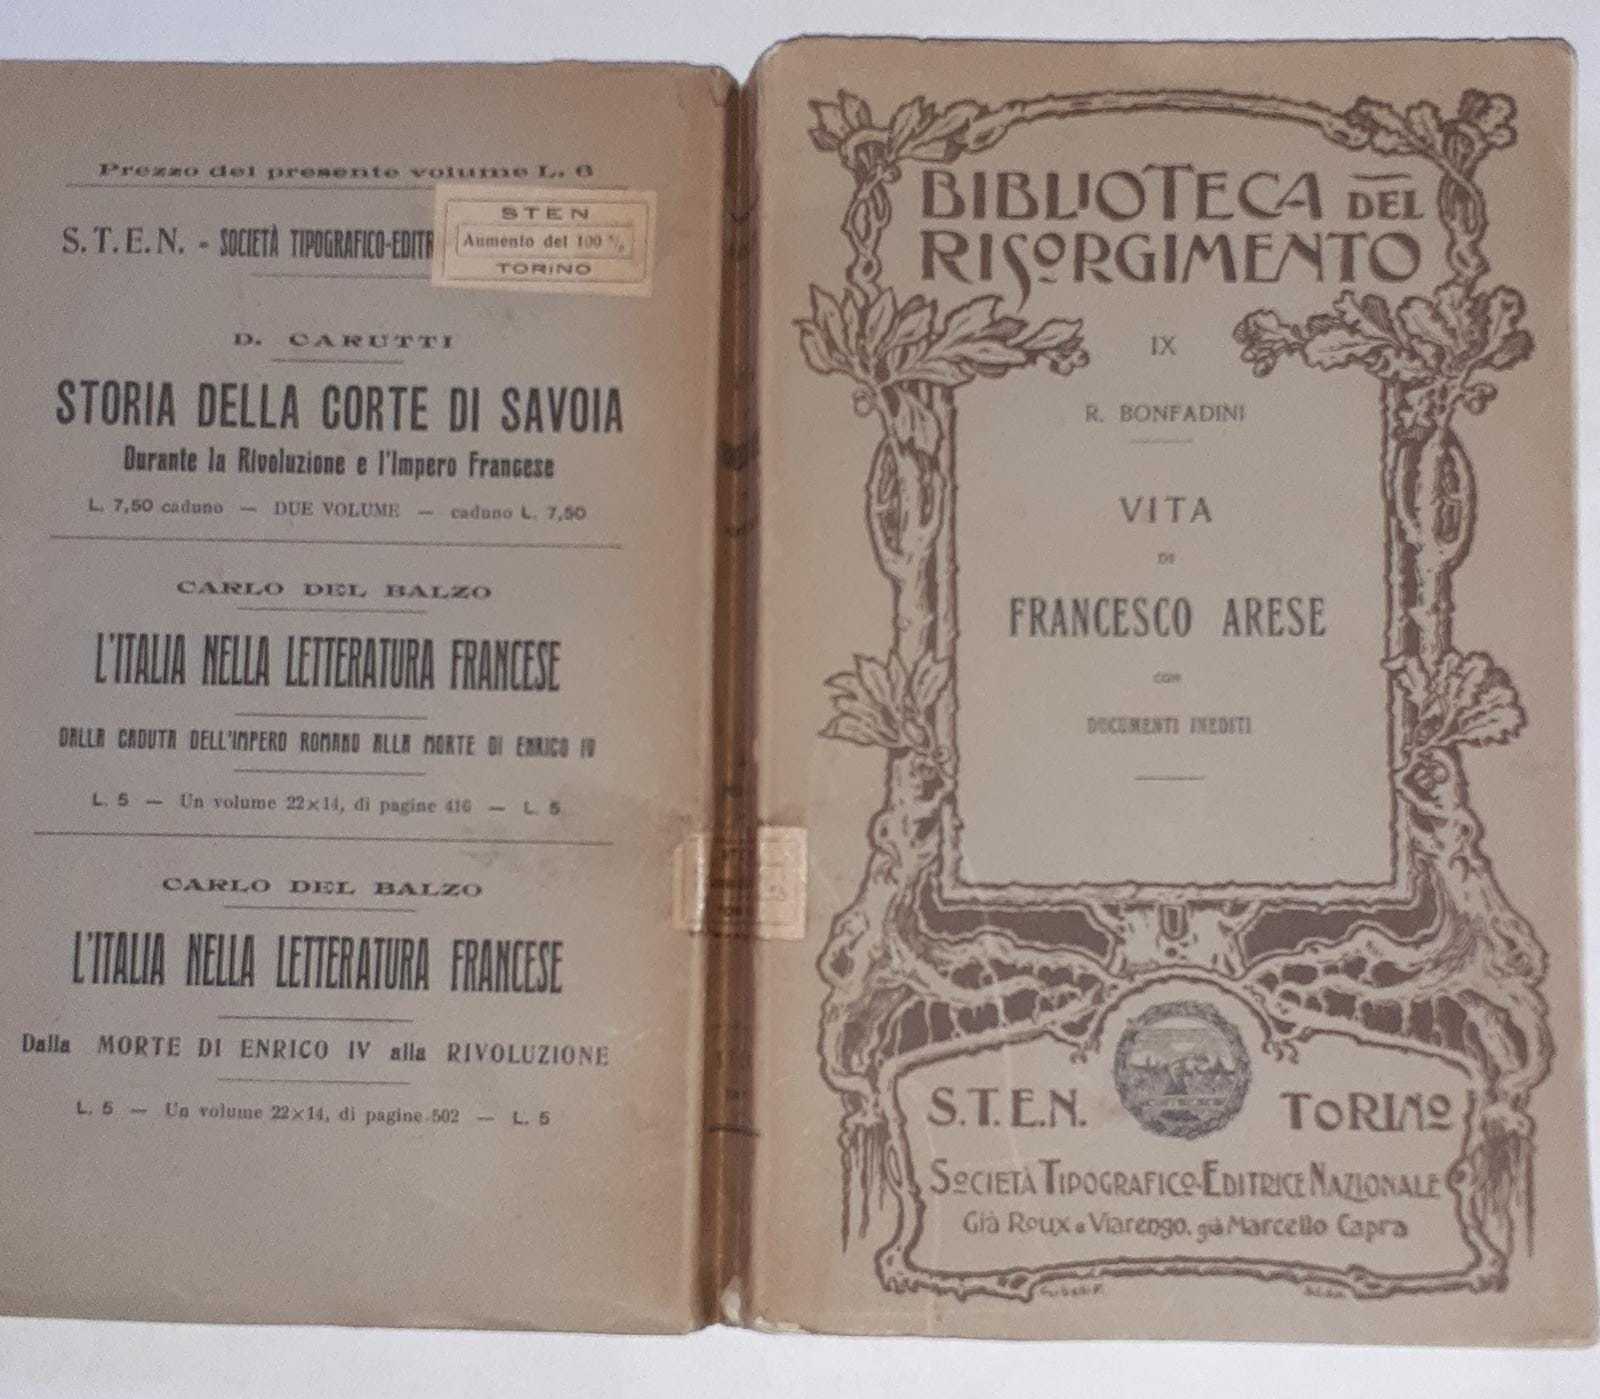 Prezzo del presente volume L. 6
S.T.E.N. - SOCIETÀ TIPOGRAFICO-EDITR
STEN
Aumento del 100 %
TORINO
D. CARUTTI
STORIA DELLA CORTE DI SAVOIA
Durante la Rivoluzione e l'Impero Francese
L. 7,50 caduno — DUE VOLUME — caduno L. 7,50
CARLO DEL BALZO
L'ITALIA NELLA LETTERATURA FRANCESE
DALLA CADUTA DELL'IMPERO ROMANO ALLA MORTE DI ENRICO IV
L. 5 — Un volume 22×14, di pagine 416 — L. 5
CARLO DEL BALZO
L'ITALIA NELLA LETTERATURA FRANCESE
Dalla MORTE DI ENRICO IV alla RIVOLUZIONE
L. 5 — Un volume 22×14, di pagine 502 — L. 5
BIBLIOTECA DEL
RISORGIMENTO
IX
R. BONFADINI
VITA
DI
FRANCESCO ARESE
CON
DOCUMENTI INEDITI
S.T.E.N. TORINO
SOCIETÀ TIPOGRAFICO-EDITRICE NAZIONALE
Già Roux e Viarengo, già Marcello Capra